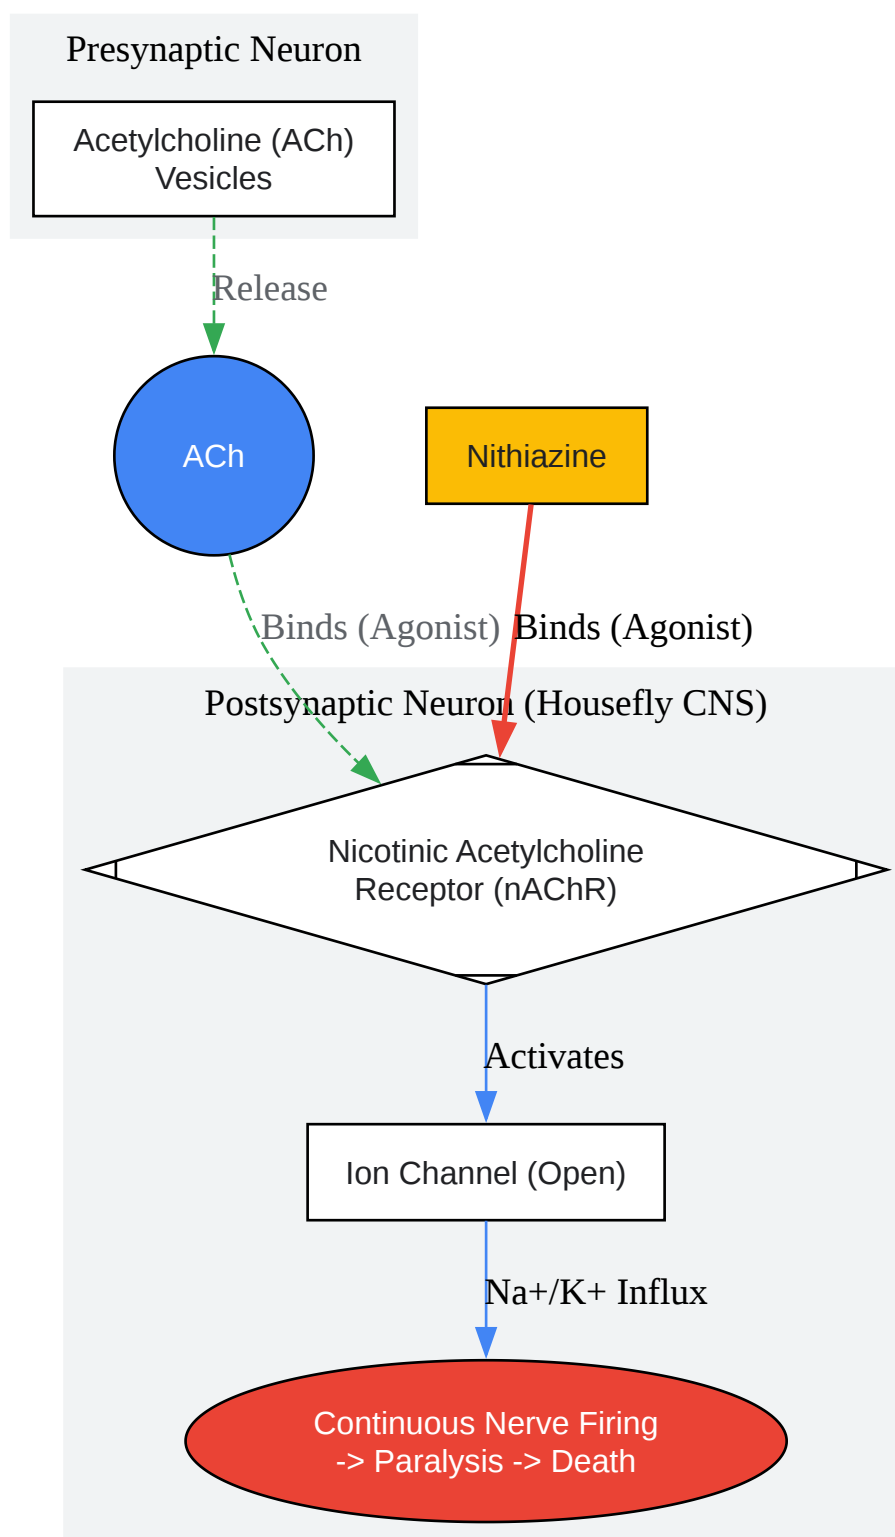 Presynaptic Neuron
Acetylcholine (ACh)
Vesicles
Release
ACh
Nithiazine
Binds (Agonist)
Binds (Agonist)
Postsynaptic Neuron (Housefly CNS)
Nicotinic Acetylcholine
Receptor (nAChR)
Activates
Ion Channel (Open)
Na+/K+ Influx
Continuous Nerve Firing
-> Paralysis -> Death